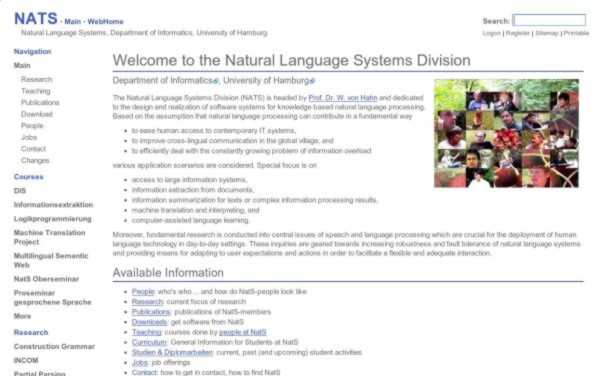 NATS - Main - WebHome
Search:
Natural Language Systems, Department of Informatics, University of Hamburg
Logon | Register | Sitemap | Printable
Navigation
Main
Research
Teaching
Publications
Download
People
Jobs
Contact
Changes
Courses
DIS
Informationsextraktion
Logikprogrammierung
Machine Translation
Project
Multilingual Semantic
Web
NatS Oberseminar
Proseminar
gesprochene Sprache
More
Research
Construction Grammar
INCOM
Partial Parsing
Welcome to the Natural Language Systems Division
Department of Informatics, University of Hamburg
The Natural Language Systems Division (NATS) is headed by Prof. Dr. W. von Hahn and dedicated
to the design and realization of software systems for knowledge based natural language processing.
Based on the assumption that natural language processing can contribute in a fundamental way
• to ease human access to contemporary IT systems,
• to improve cross-lingual communication in the global village, and
• to efficiently deal with the constantly growing problem of information overload
various application scenarios are considered. Special focus is on
• access to large information systems,
• information extraction from documents,
• information summarization for texts or complex information processing results,
• machine translation and interpreting, and
• computer-assisted language learning.
Moreover, fundamental research is conducted into central issues of speech and language processing which are crucial for the deployment of human
language technology in day-to-day settings. These inquiries are geared towards increasing robustness and fault tolerance of natural language systems
and providing means for adapting to user expectations and actions in order to facilitate a flexible and adequate interaction.
Available Information
• People: who's who... and how do NatS-people look like
• Research: current focus of research
• Publications: publications of NatS-members
• Downloads: get software from NatS
• Teaching: courses done by people at NatS
• Curriculum: General Information for Students at NatS
• Studien & Diplomarbeiten: current, past (and upcoming) student activities
• Jobs: job offerings
• Contact: how to get in contact, how to find NatS